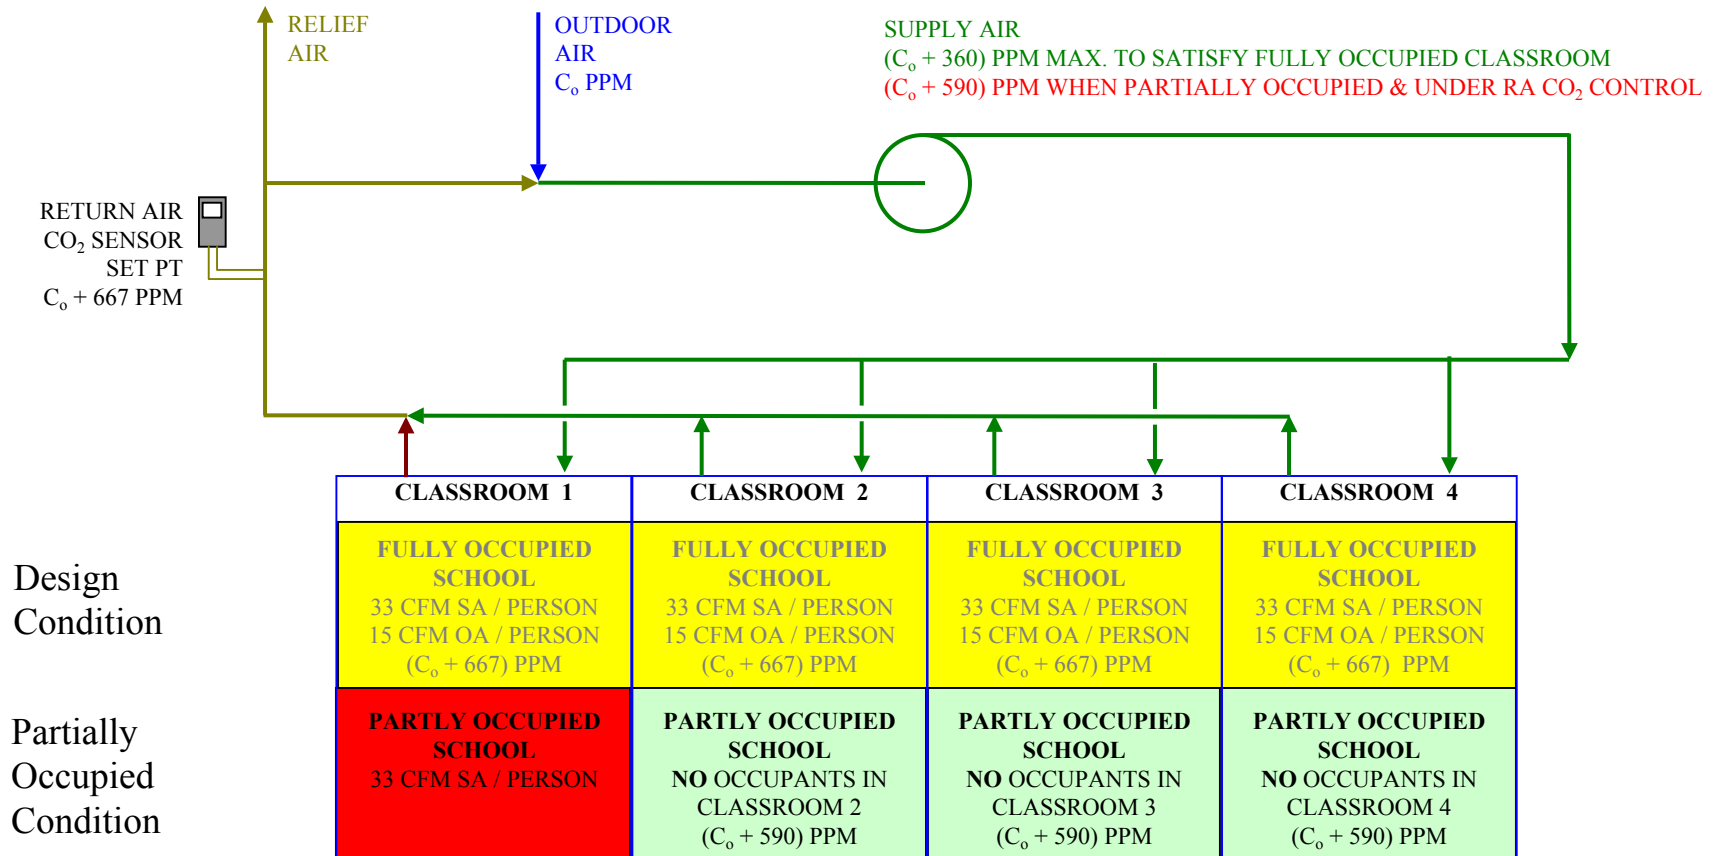 RELIEF
AIR
OUTDOOR
AIR
Cₒ PPM
SUPPLY AIR
(Cₒ + 360) PPM MAX. TO SATISFY FULLY OCCUPIED CLASSROOM
(Cₒ + 590) PPM WHEN PARTIALLY OCCUPIED & UNDER RA CO₂ CONTROL
RETURN AIR
CO₂ SENSOR
SET PT
Cₒ + 667 PPM
CLASSROOM 1
CLASSROOM 2
CLASSROOM 3
CLASSROOM 4
Design
Condition
FULLY OCCUPIED
SCHOOL
33 CFM SA / PERSON
15 CFM OA / PERSON
(Cₒ + 667) PPM
FULLY OCCUPIED
SCHOOL
33 CFM SA / PERSON
15 CFM OA / PERSON
(Cₒ + 667) PPM
FULLY OCCUPIED
SCHOOL
33 CFM SA / PERSON
15 CFM OA / PERSON
(Cₒ + 667) PPM
FULLY OCCUPIED
SCHOOL
33 CFM SA / PERSON
15 CFM OA / PERSON
(Cₒ + 667) PPM
Partially
Occupied
Condition
PARTLY OCCUPIED
SCHOOL
33 CFM SA / PERSON
PARTLY OCCUPIED
SCHOOL
NO OCCUPANTS IN
CLASSROOM 2
(Cₒ + 590) PPM
PARTLY OCCUPIED
SCHOOL
NO OCCUPANTS IN
CLASSROOM 3
(Cₒ + 590) PPM
PARTLY OCCUPIED
SCHOOL
NO OCCUPANTS IN
CLASSROOM 4
(Cₒ + 590) PPM